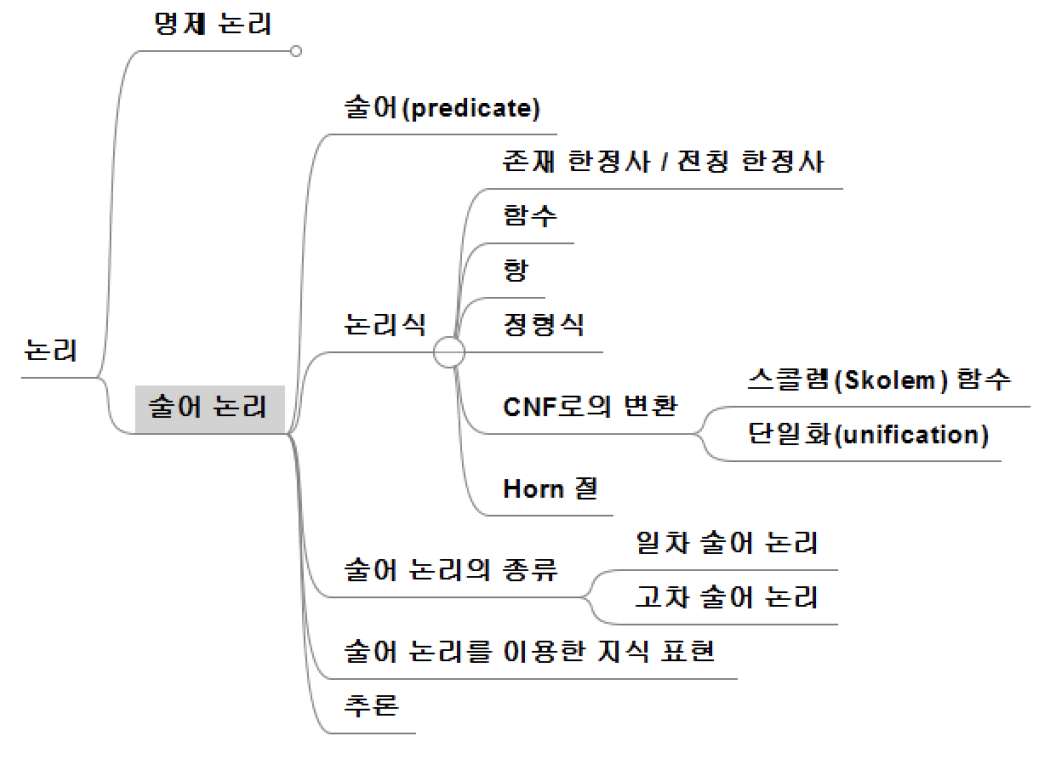 명제 논리
술어(predicate)
존재 한정사 / 전칭 한정사
함수
항
논리식
정형식
논리
술어 논리
CNF로의 변환
스콜렘(Skolem) 함수
단일화(unification)
Horn 절
술어 논리의 종류
일차 술어 논리
고차 술어 논리
술어 논리를 이용한 지식 표현
추론